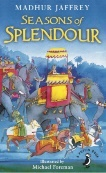 MADHUR JAFFREY
SEASONS OF
SPLENDOUR
Illustrated by
Michael Foreman